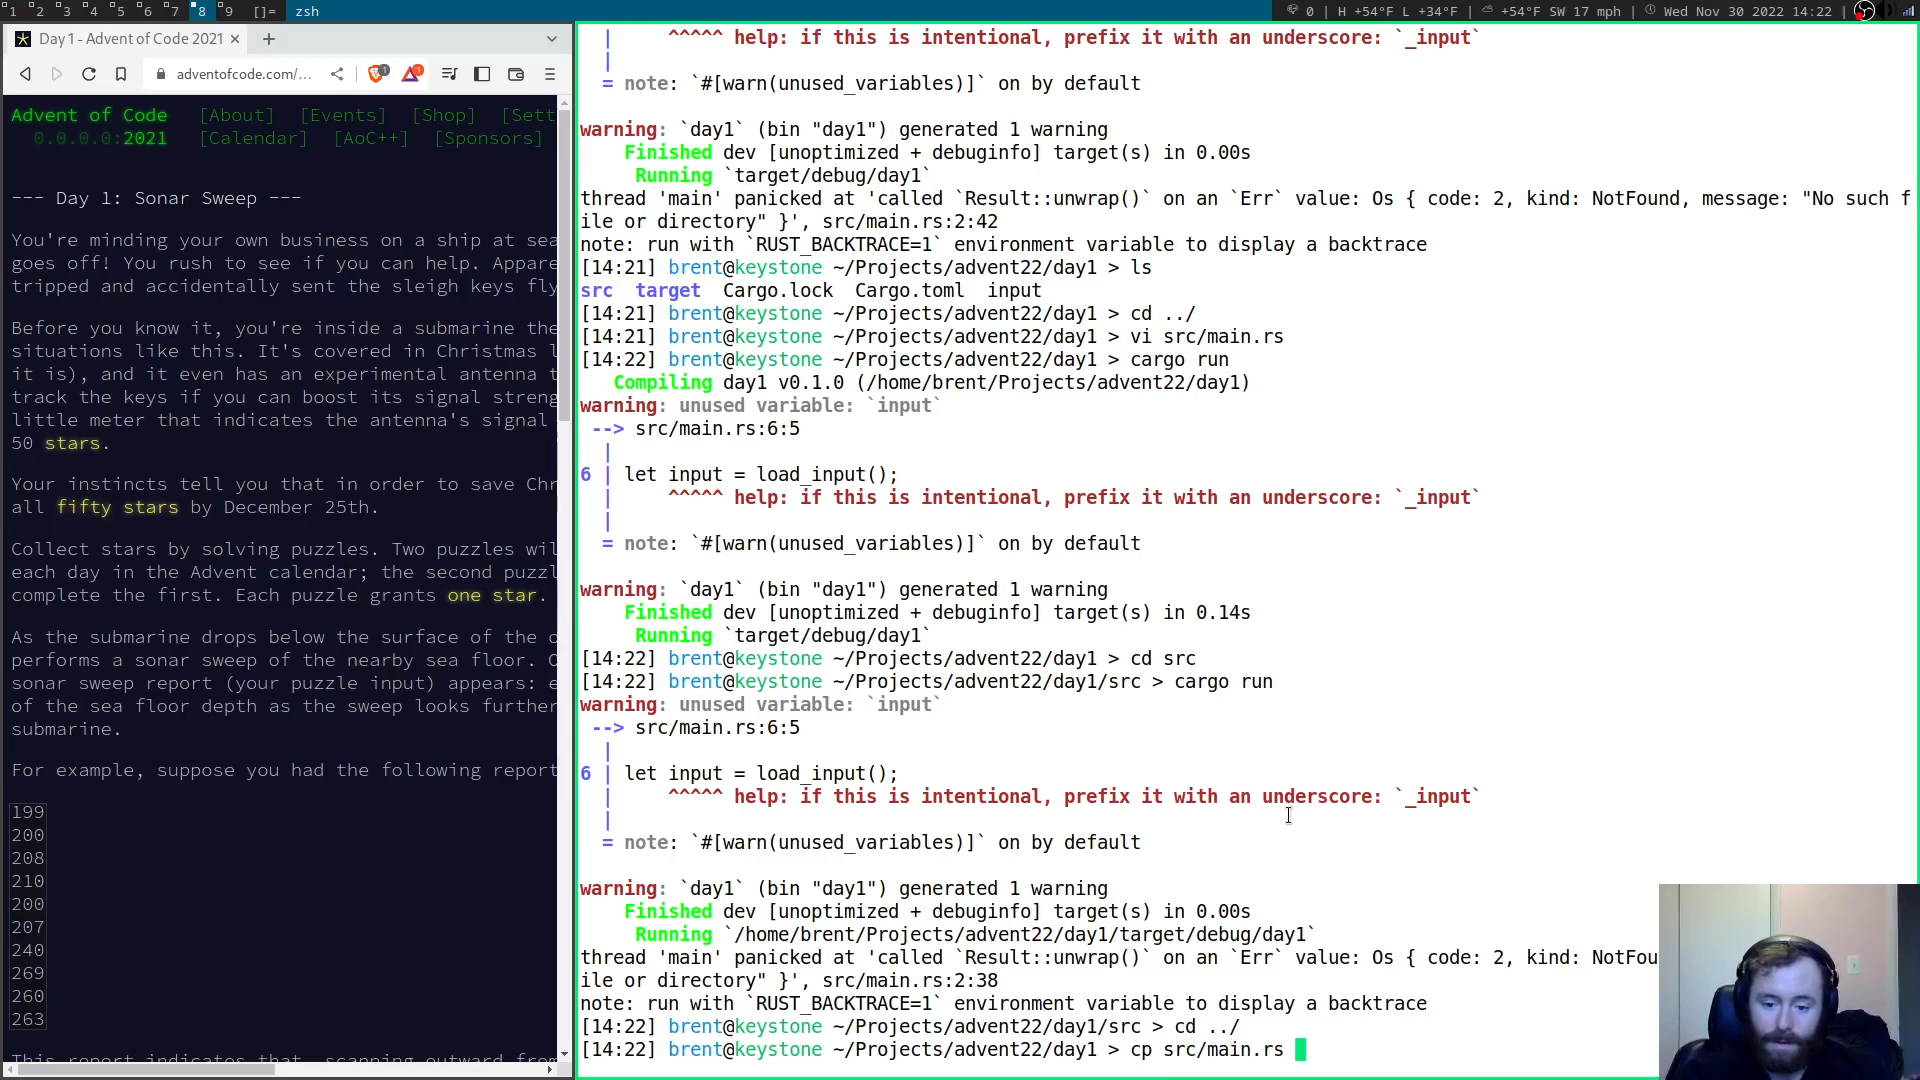 1 2 3 4 5 6 7 8 9 []= zsh
0 | H +54°F L +34°F | +54°F SW 17 mph | Wed Nov 30 2022 14:22 |
Day 1 - Advent of Code 2021
adventofcode.com/...
Advent of Code [About] [Events] [Shop] [Sett
0.0.0.0:2021 [Calendar] [AoC++] [Sponsors]
--- Day 1: Sonar Sweep ---
You're minding your own business on a ship at sea
goes off! You rush to see if you can help. Appare
tripped and accidentally sent the sleigh keys fly
Before you know it, you're inside a submarine the
situations like this. It's covered in Christmas l
it is), and it even has an experimental antenna t
track the keys if you can boost its signal streng
little meter that indicates the antenna's signal
50 stars.
Your instincts tell you that in order to save Chr
all fifty stars by December 25th.
Collect stars by solving puzzles. Two puzzles wil
each day in the Advent calendar; the second puzzl
complete the first. Each puzzle grants one star.
As the submarine drops below the surface of the o
performs a sonar sweep of the nearby sea floor. O
sonar sweep report (your puzzle input) appears: e
of the sea floor depth as the sweep looks further
submarine.
For example, suppose you had the following report
199
200
208
210
200
207
240
269
260
263
This report indicates that, scanning outward from
| ^^^^^ help: if this is intentional, prefix it with an underscore: `_input`
|
= note: `#[warn(unused_variables)]` on by default
warning: `day1` (bin "day1") generated 1 warning
Finished dev [unoptimized + debuginfo] target(s) in 0.00s
Running `target/debug/day1`
thread 'main' panicked at 'called `Result::unwrap()` on an `Err` value: Os { code: 2, kind: NotFound, message: "No such f
ile or directory" }', src/main.rs:2:42
note: run with `RUST_BACKTRACE=1` environment variable to display a backtrace
[14:21] brent@keystone ~/Projects/advent22/day1 > ls
src target Cargo.lock Cargo.toml input
[14:21] brent@keystone ~/Projects/advent22/day1 > cd ../
[14:21] brent@keystone ~/Projects/advent22/day1 > vi src/main.rs
[14:22] brent@keystone ~/Projects/advent22/day1 > cargo run
Compiling day1 v0.1.0 (/home/brent/Projects/advent22/day1)
warning: unused variable: `input`
--> src/main.rs:6:5
|
6 | let input = load_input();
| ^^^^^ help: if this is intentional, prefix it with an underscore: `_input`
|
= note: `#[warn(unused_variables)]` on by default
warning: `day1` (bin "day1") generated 1 warning
Finished dev [unoptimized + debuginfo] target(s) in 0.14s
Running `target/debug/day1`
[14:22] brent@keystone ~/Projects/advent22/day1 > cd src
[14:22] brent@keystone ~/Projects/advent22/day1/src > cargo run
warning: unused variable: `input`
--> src/main.rs:6:5
|
6 | let input = load_input();
| ^^^^^ help: if this is intentional, prefix it with an underscore: `_input`
|
= note: `#[warn(unused_variables)]` on by default
warning: `day1` (bin "day1") generated 1 warning
Finished dev [unoptimized + debuginfo] target(s) in 0.00s
Running `/home/brent/Projects/advent22/day1/target/debug/day1`
thread 'main' panicked at 'called `Result::unwrap()` on an `Err` value: Os { code: 2, kind: NotFou
ile or directory" }', src/main.rs:2:38
note: run with `RUST_BACKTRACE=1` environment variable to display a backtrace
[14:22] brent@keystone ~/Projects/advent22/day1/src > cd ../
[14:22] brent@keystone ~/Projects/advent22/day1 > cp src/main.rs